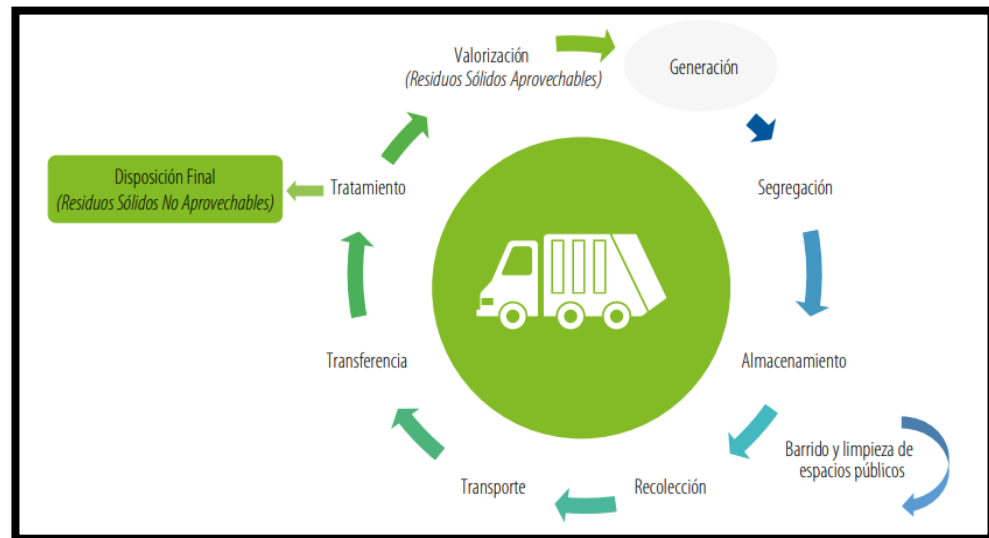 Valorización
(Residuos Sólidos Aprovechables)
Generación
Segregación
Almacenamiento
Barrido y limpieza de
espacios públicos
Recolección
Transporte
Transferencia
Tratamiento
Disposición Final
(Residuos Sólidos No Aprovechables)